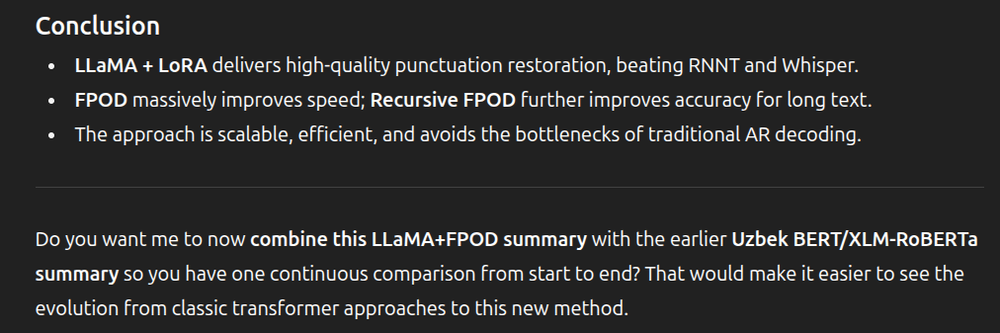 Conclusion
• LLaMA + LoRA delivers high-quality punctuation restoration, beating RNNT and Whisper.
• FPOD massively improves speed; Recursive FPOD further improves accuracy for long text.
• The approach is scalable, efficient, and avoids the bottlenecks of traditional AR decoding.
Do you want me to now combine this LLaMA+FPOD summary with the earlier Uzbek BERT/XLM-RoBERTa
summary so you have one continuous comparison from start to end? That would make it easier to see the
evolution from classic transformer approaches to this new method.